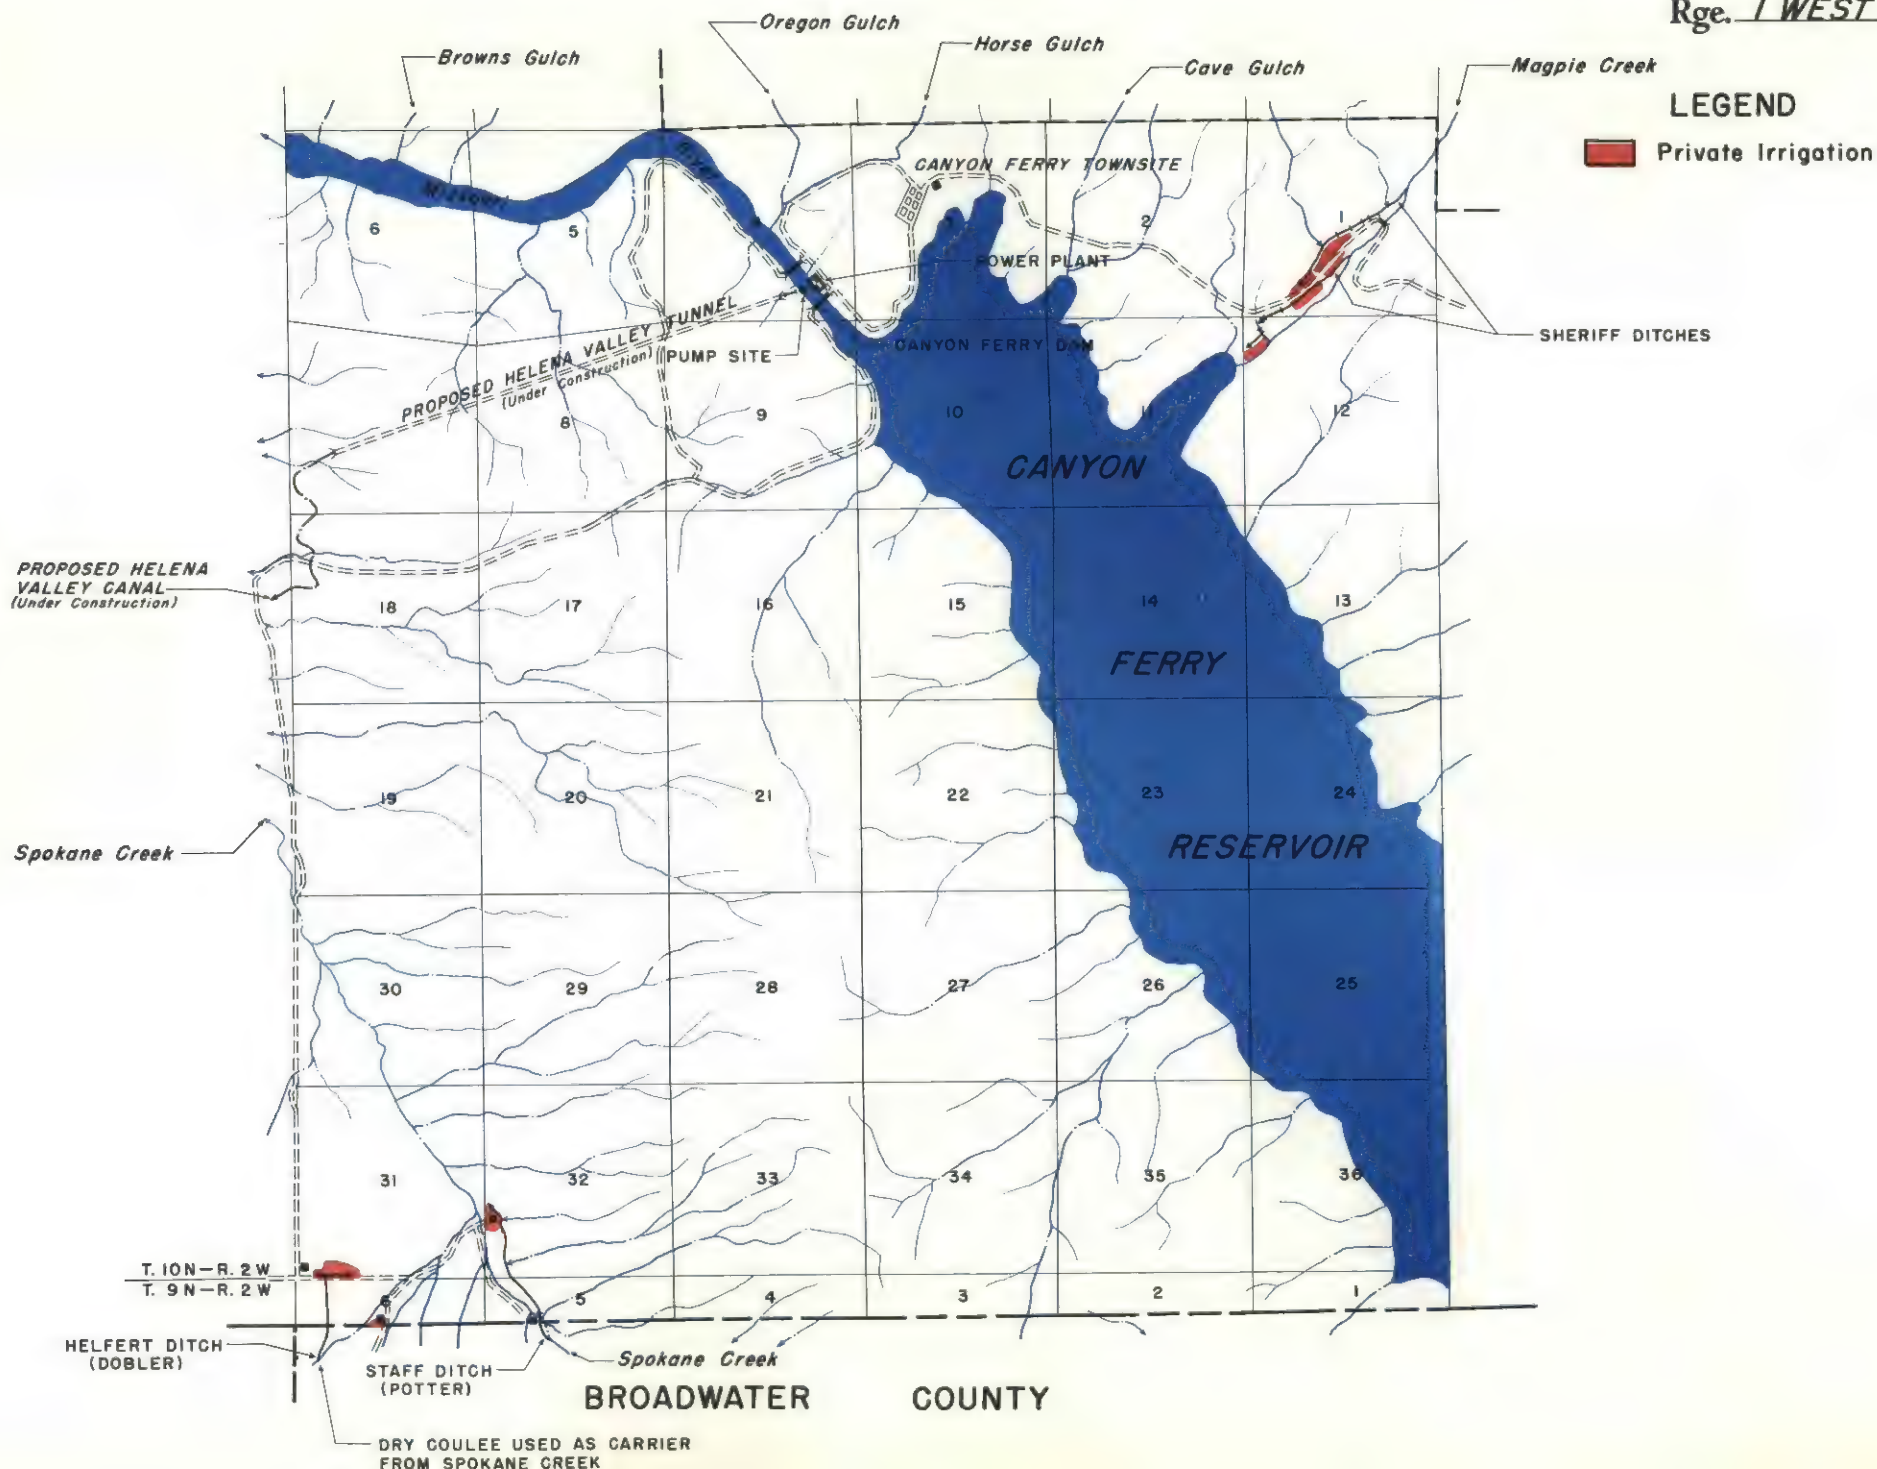 Rge. 1 WEST
Oregon Gulch
Horse Gulch
Browns Gulch
Cave Gulch
Magpie Creek
LEGEND
Private Irrigation
CANYON FERRY TOWNSITE
Missouri
River
6
5
2
1
POWER PLANT
PROPOSED HELENA VALLEY TUNNEL
(Under Construction)
PUMP SITE
CANYON FERRY DAM
SHERIFF DITCHES
8
9
10
11
12
CANYON
PROPOSED HELENA
VALLEY CANAL
(Under Construction)
18
17
16
15
14
13
FERRY
19
20
21
22
23
24
Spokane Creek
RESERVOIR
30
29
28
27
26
25
31
32
33
34
35
36
T. 10N-R. 2W
T. 9N-R. 2W
6
5
4
3
2
1
HELFERT DITCH
(DOBLER)
STAFF DITCH
(POTTER)
Spokane Creek
BROADWATER COUNTY
DRY COULEE USED AS CARRIER
FROM SPOKANE CREEK